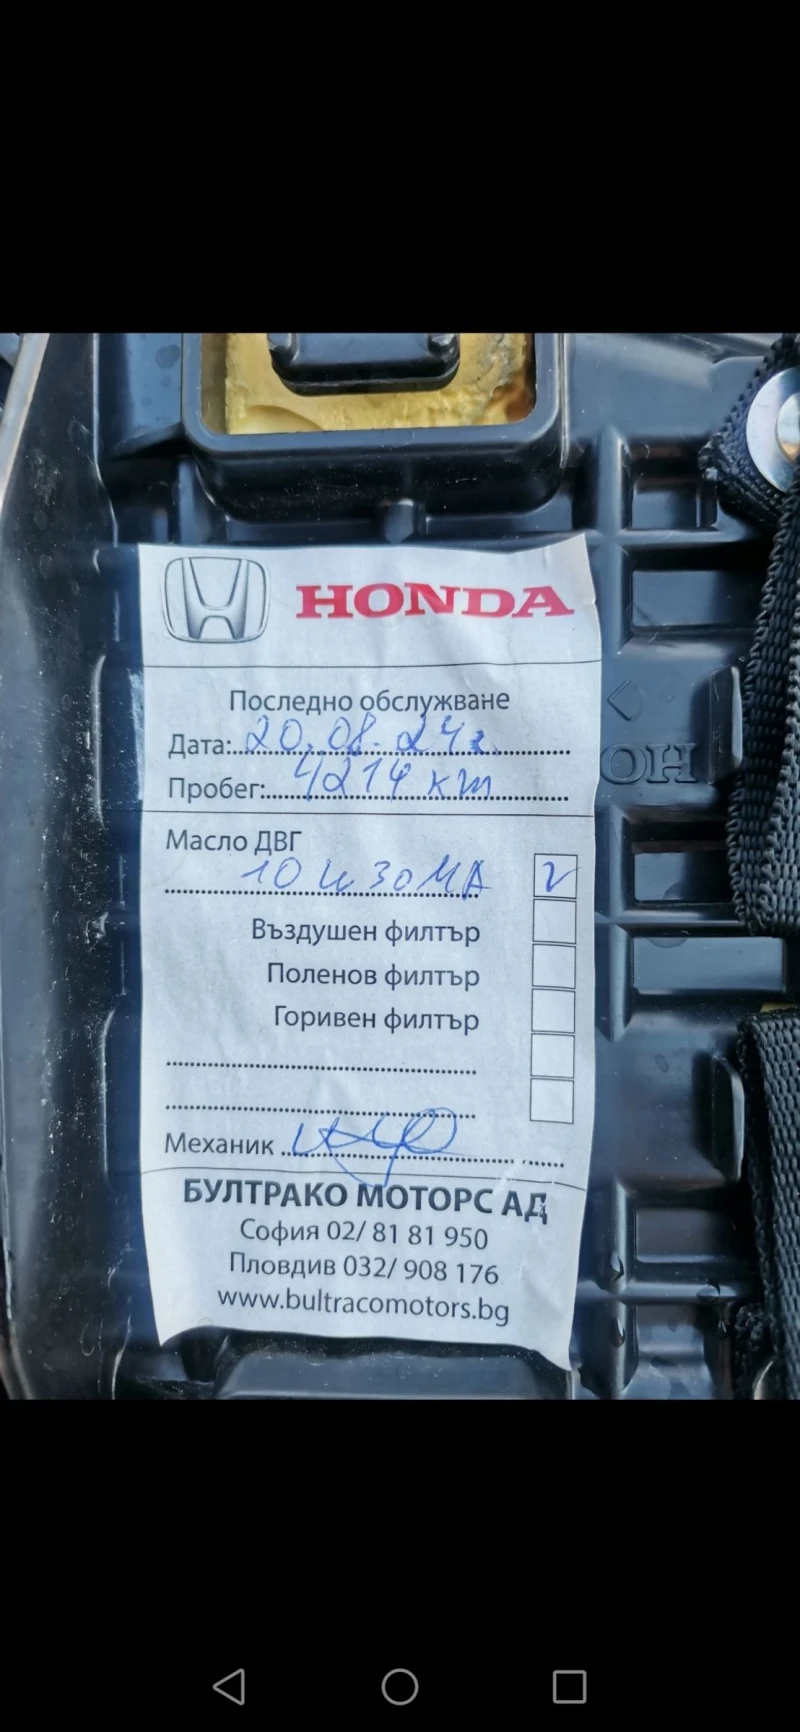 HONDA
Последно обслужване
Дата: 20.08.24г.
Пробег: 4214 km
Масло ДВГ
10W30MA V
Въздушен филтър
Поленов филтър
Горивен филтър
Механик
БУЛТРАКО МОТОРС АД
София 02/ 81 81 950
Пловдив 032/ 908 176
www.bultracomotors.bg